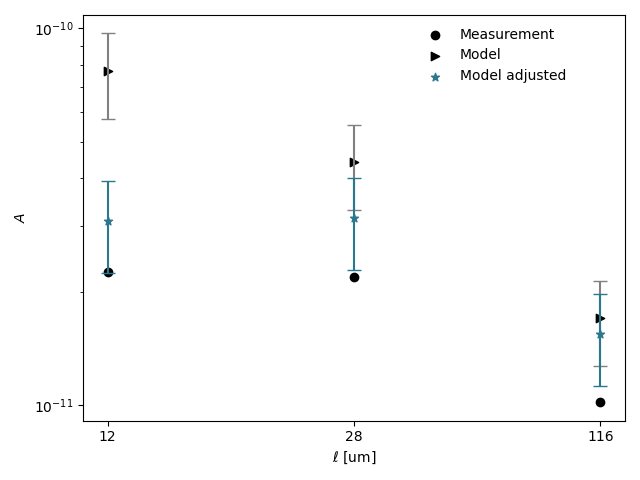 10⁻¹⁰
Measurement
Model
Model adjusted
A
10⁻¹¹
12
28
116
ℓ [um]